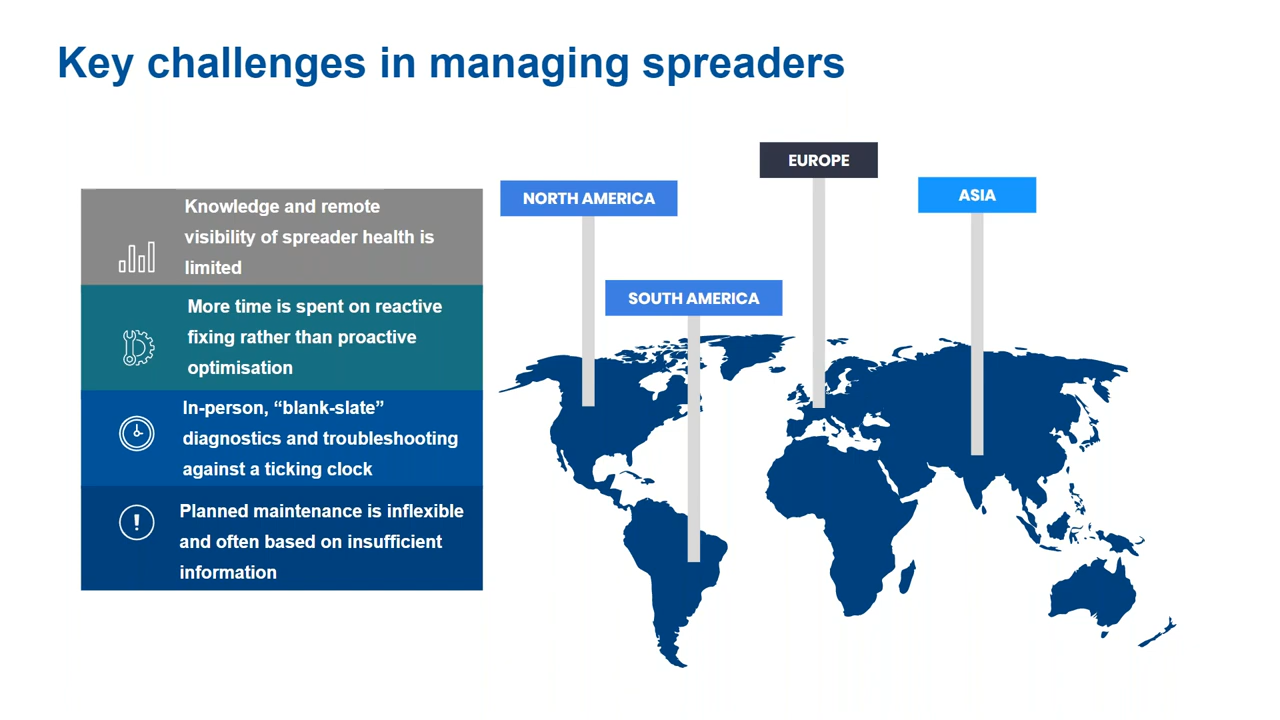 Key challenges in managing spreaders
Knowledge and remote
visibility of spreader health is
limited
More time is spent on reactive
fixing rather than proactive
optimisation
In-person, “blank-slate”
diagnostics and troubleshooting
against a ticking clock
Planned maintenance is inflexible
and often based on insufficient
information
NORTH AMERICA
SOUTH AMERICA
EUROPE
ASIA